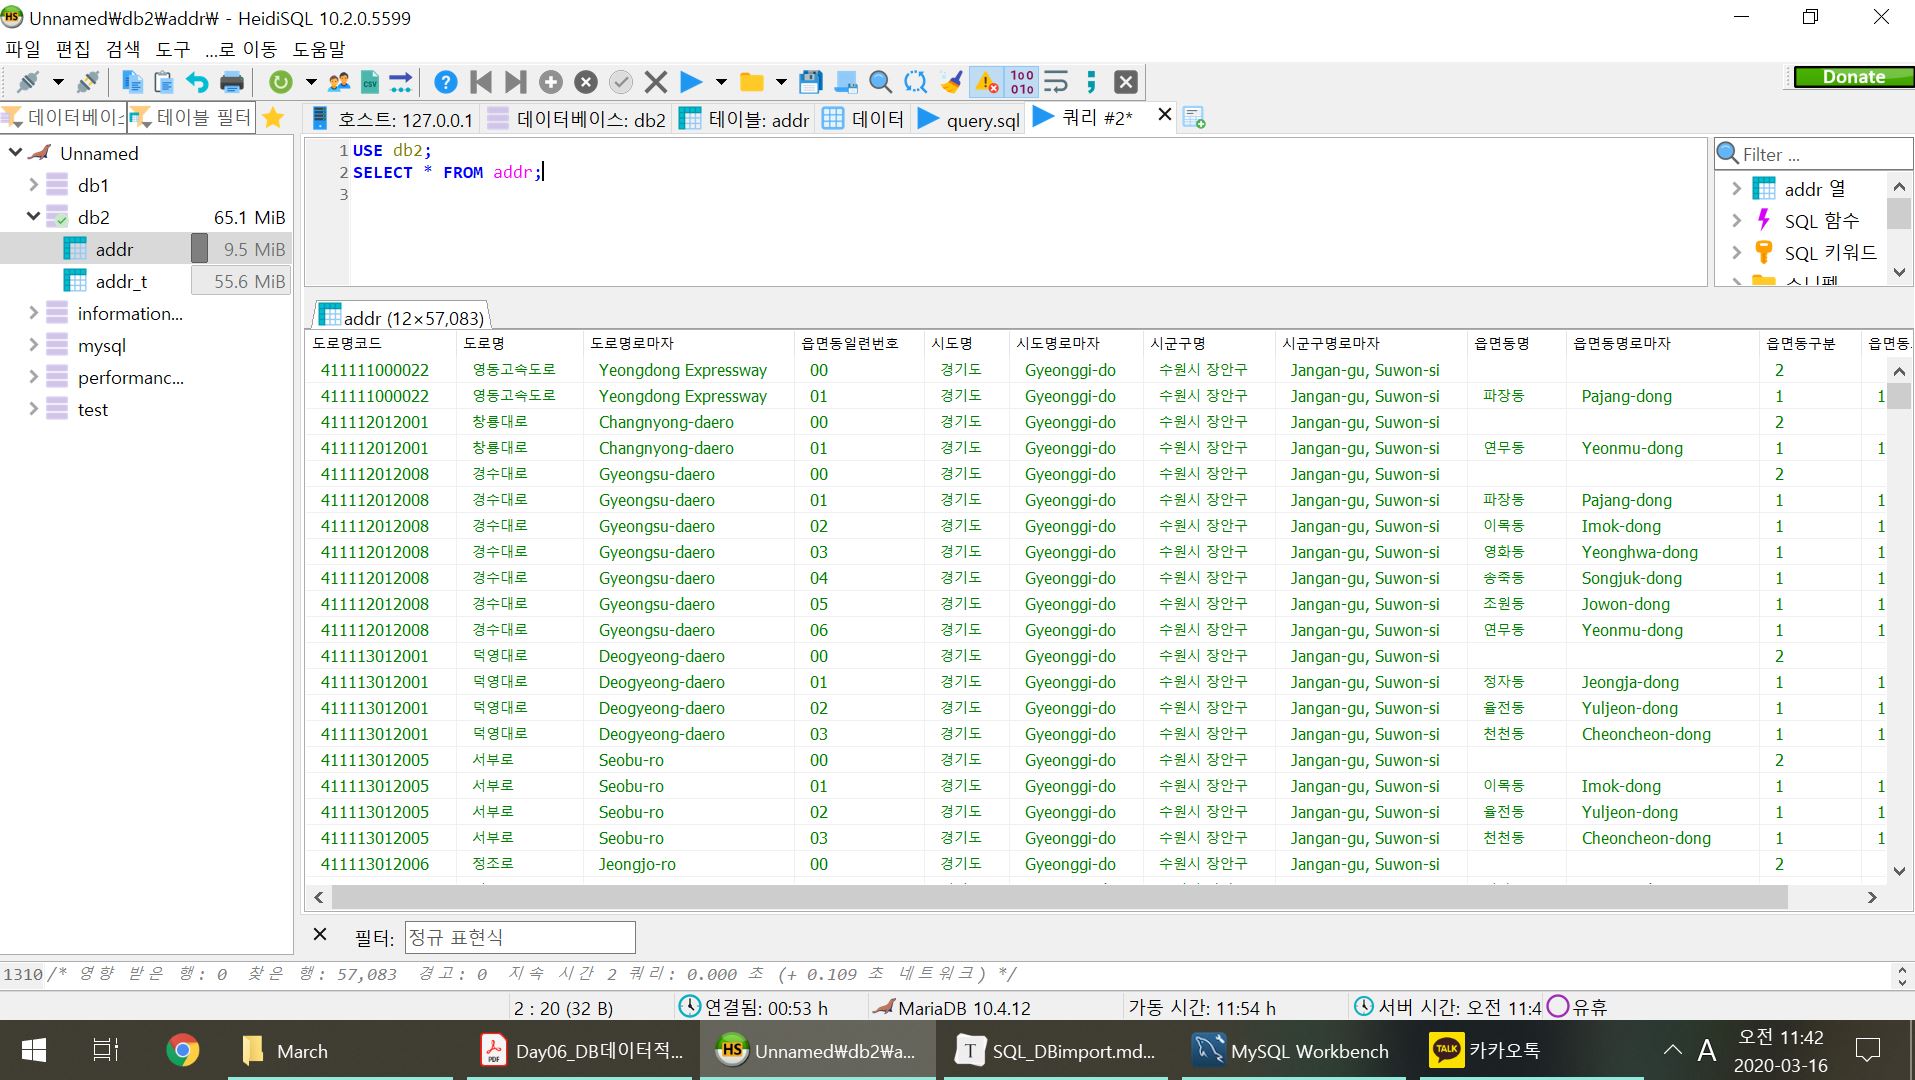 Unnamed₩db2₩addr₩ - HeidiSQL 10.2.0.5599
파일 편집 검색 도구 ...로 이동 도움말
Donate
데이터베이스 테이블 필터
호스트: 127.0.0.1 데이터베이스: db2 테이블: addr 데이터 query.sql 쿼리 #2*
Unnamed
db1
db2 65.1 MiB
addr 9.5 MiB
addr_t 55.6 MiB
information...
mysql
performanc...
test
1 USE db2;
2 SELECT * FROM addr;
3
Filter ...
addr 열
SQL 함수
SQL 키워드
스니펫
addr (12×57,083)
도로명코드 도로명 도로명로마자 읍면동일련번호 시도명 시도명로마자 시군구명 시군구명로마자 읍면동명 읍면동명로마자 읍면동구분 읍면동
411111000022 영동고속도로 Yeongdong Expressway 00 경기도 Gyeonggi-do 수원시 장안구 Jangan-gu, Suwon-si 2
411111000022 영동고속도로 Yeongdong Expressway 01 경기도 Gyeonggi-do 수원시 장안구 Jangan-gu, Suwon-si 파장동 Pajang-dong 1 1
411112012001 창룡대로 Changnyong-daero 00 경기도 Gyeonggi-do 수원시 장안구 Jangan-gu, Suwon-si 2
411112012001 창룡대로 Changnyong-daero 01 경기도 Gyeonggi-do 수원시 장안구 Jangan-gu, Suwon-si 연무동 Yeonmu-dong 1 1
411112012008 경수대로 Gyeongsu-daero 00 경기도 Gyeonggi-do 수원시 장안구 Jangan-gu, Suwon-si 2
411112012008 경수대로 Gyeongsu-daero 01 경기도 Gyeonggi-do 수원시 장안구 Jangan-gu, Suwon-si 파장동 Pajang-dong 1 1
411112012008 경수대로 Gyeongsu-daero 02 경기도 Gyeonggi-do 수원시 장안구 Jangan-gu, Suwon-si 이목동 Imok-dong 1 1
411112012008 경수대로 Gyeongsu-daero 03 경기도 Gyeonggi-do 수원시 장안구 Jangan-gu, Suwon-si 영화동 Yeonghwa-dong 1 1
411112012008 경수대로 Gyeongsu-daero 04 경기도 Gyeonggi-do 수원시 장안구 Jangan-gu, Suwon-si 송죽동 Songjuk-dong 1 1
411112012008 경수대로 Gyeongsu-daero 05 경기도 Gyeonggi-do 수원시 장안구 Jangan-gu, Suwon-si 조원동 Jowon-dong 1 1
411112012008 경수대로 Gyeongsu-daero 06 경기도 Gyeonggi-do 수원시 장안구 Jangan-gu, Suwon-si 연무동 Yeonmu-dong 1 1
411113012001 덕영대로 Deogyeong-daero 00 경기도 Gyeonggi-do 수원시 장안구 Jangan-gu, Suwon-si 2
411113012001 덕영대로 Deogyeong-daero 01 경기도 Gyeonggi-do 수원시 장안구 Jangan-gu, Suwon-si 정자동 Jeongja-dong 1 1
411113012001 덕영대로 Deogyeong-daero 02 경기도 Gyeonggi-do 수원시 장안구 Jangan-gu, Suwon-si 율전동 Yuljeon-dong 1 1
411113012001 덕영대로 Deogyeong-daero 03 경기도 Gyeonggi-do 수원시 장안구 Jangan-gu, Suwon-si 천천동 Cheoncheon-dong 1 1
411113012005 서부로 Seobu-ro 00 경기도 Gyeonggi-do 수원시 장안구 Jangan-gu, Suwon-si 2
411113012005 서부로 Seobu-ro 01 경기도 Gyeonggi-do 수원시 장안구 Jangan-gu, Suwon-si 이목동 Imok-dong 1 1
411113012005 서부로 Seobu-ro 02 경기도 Gyeonggi-do 수원시 장안구 Jangan-gu, Suwon-si 율전동 Yuljeon-dong 1 1
411113012005 서부로 Seobu-ro 03 경기도 Gyeonggi-do 수원시 장안구 Jangan-gu, Suwon-si 천천동 Cheoncheon-dong 1 1
411113012006 정조로 Jeongjo-ro 00 경기도 Gyeonggi-do 수원시 장안구 Jangan-gu, Suwon-si 2
필터: 정규 표현식
1310 /* 영향 받은 행: 0 찾은 행: 57,083 경고: 0 지속 시간 2 쿼리: 0.000 초 (+ 0.109 초 네트워크) */
2 : 20 (32 B) 연결됨: 00:53 h MariaDB 10.4.12 가동 시간: 11:54 h 서버 시간: 오전 11:4 유휴
March Day06_DB데이터적... Unnamed₩db2₩a... SQL_DBimport.md... MySQL Workbench 카카오톡 A 오전 11:42
2020-03-16